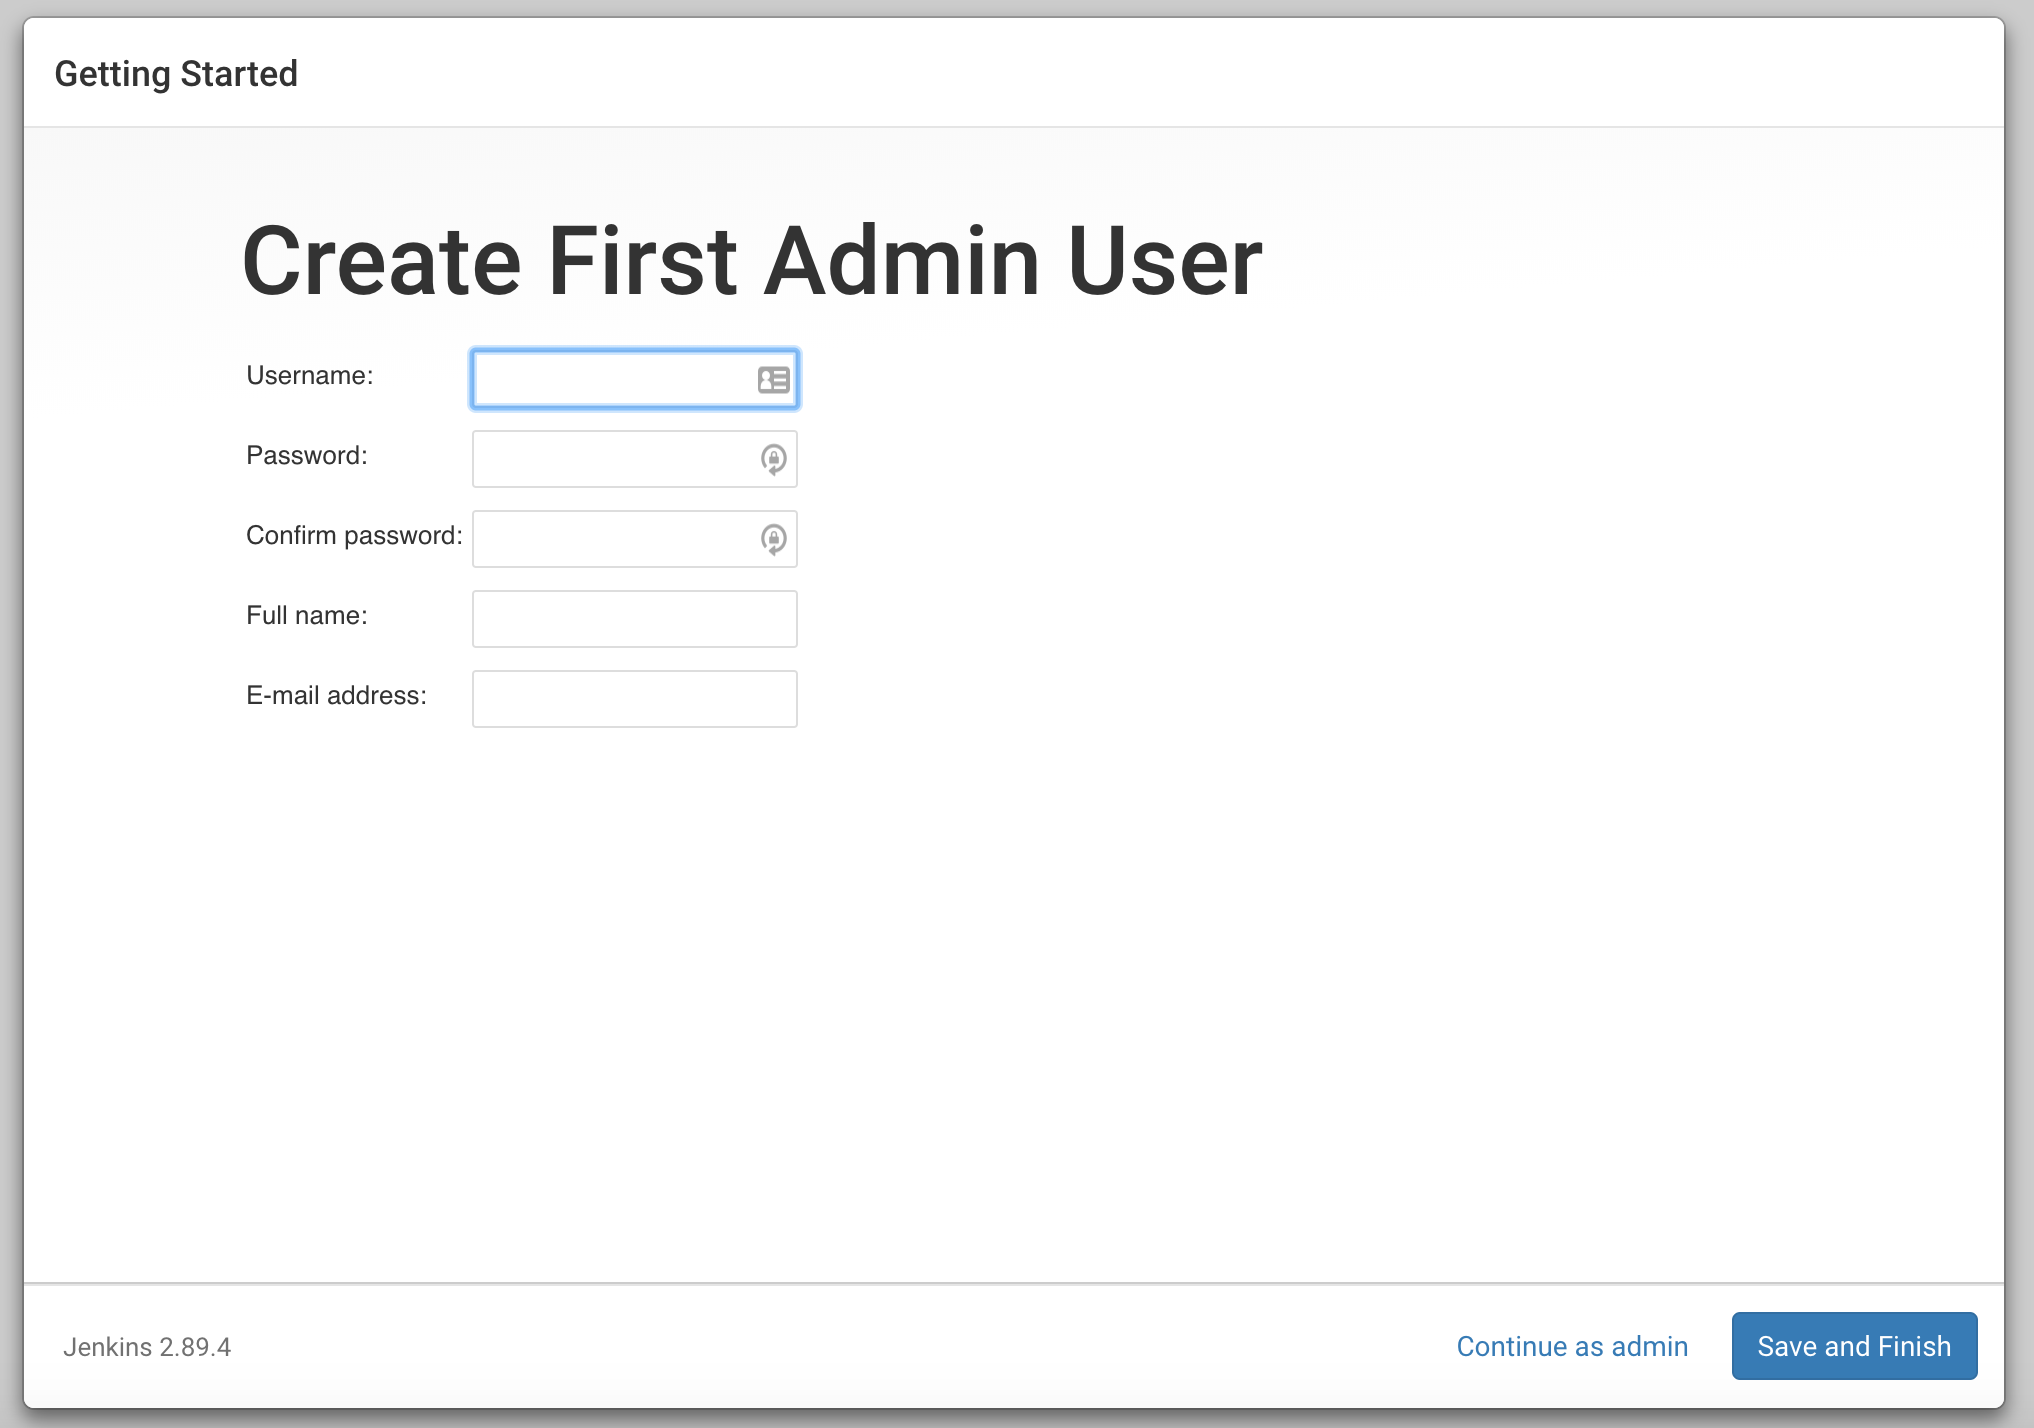 Getting Started
Create First Admin User
Username:
Password:
Confirm password:
Full name:
E-mail address:
Jenkins 2.89.4
Continue as admin
Save and Finish